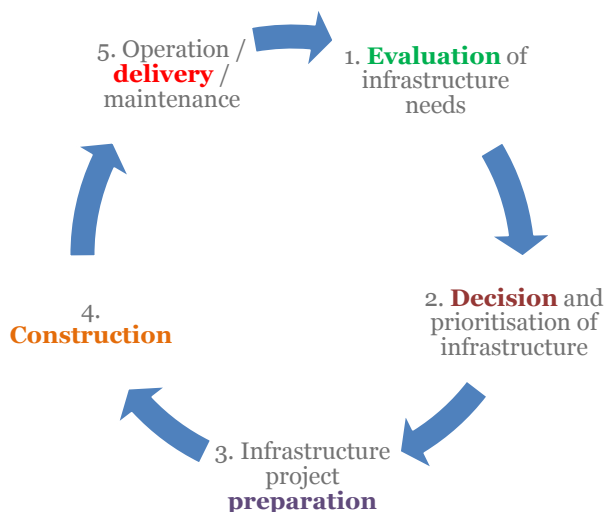 1. Evaluation of
infrastructure
needs
2. Decision and
prioritisation of
infrastructure
3. Infrastructure
project
preparation
4.
Construction
5. Operation /
delivery /
maintenance